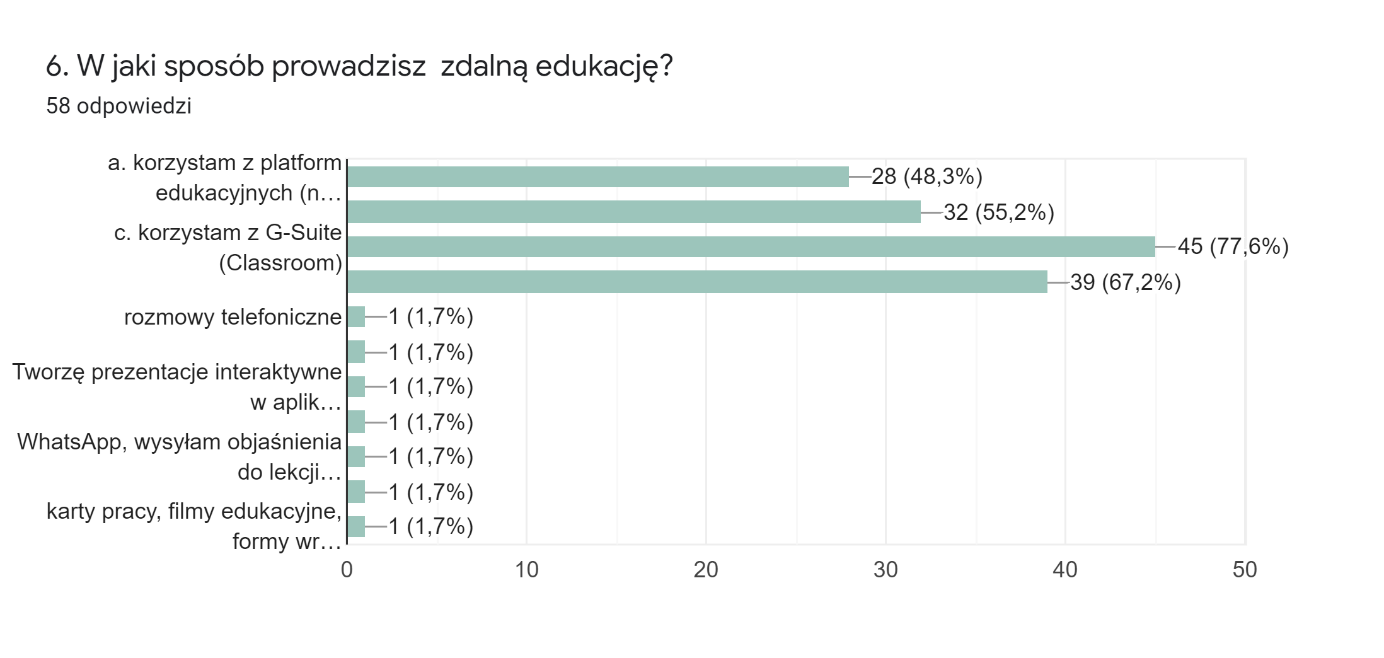 6. W jaki sposób prowadzisz  zdalną edukację?
58 odpowiedzi
a. korzystam z platform
edukacyjnych (n…
28 (48,3%)
32 (55,2%)
c. korzystam z G-Suite
(Classroom)
45 (77,6%)
39 (67,2%)
rozmowy telefoniczne
1 (1,7%)
1 (1,7%)
Tworzę prezentacje interaktywne
w aplik…
1 (1,7%)
1 (1,7%)
WhatsApp, wysyłam objaśnienia
do lekcji…
1 (1,7%)
1 (1,7%)
karty pracy, filmy edukacyjne,
formy wr…
1 (1,7%)
0 10 20 30 40 50